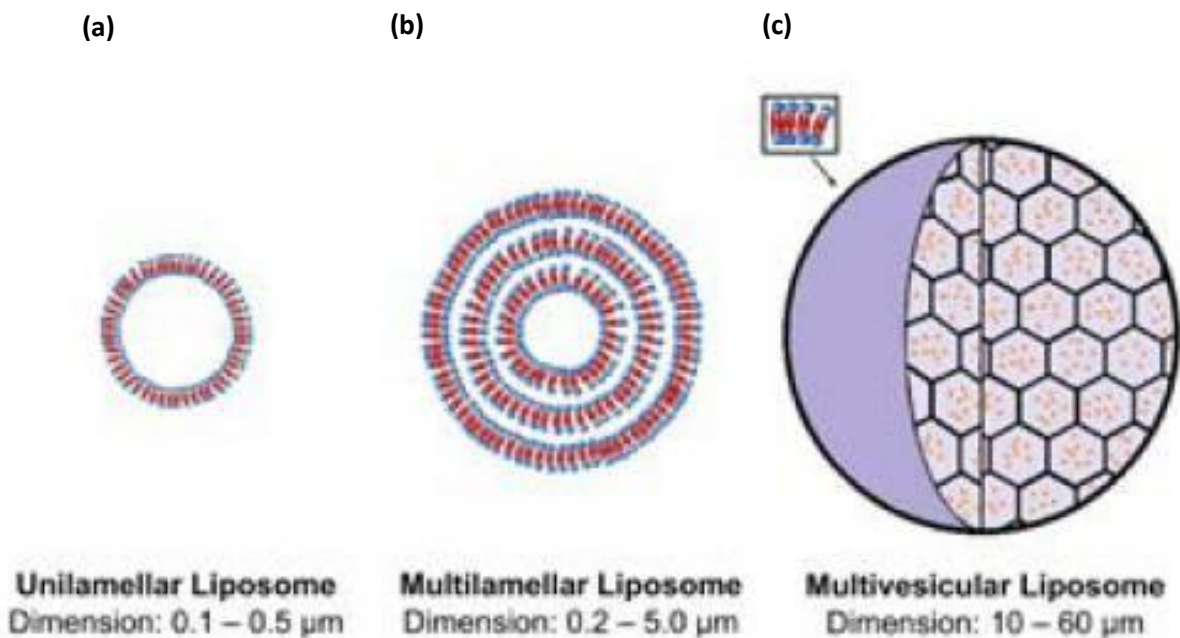 (a)
(b)
(c)
Unilamellar Liposome
Dimension: 0.1 – 0.5 µm
Multilamellar Liposome
Dimension: 0.2 – 5.0 µm
Multivesicular Liposome
Dimension: 10 – 60 µm